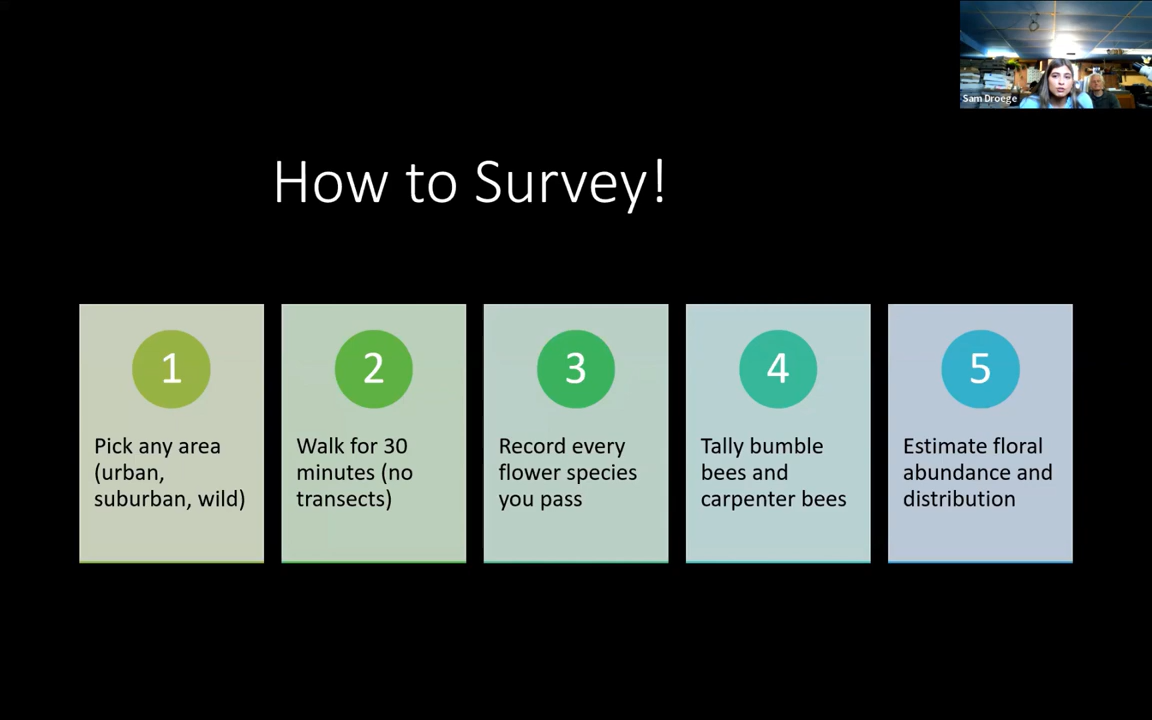 Sam Droege
How to Survey!
1
Pick any area
(urban,
suburban, wild)
2
Walk for 30
minutes (no
transects)
3
Record every
flower species
you pass
4
Tally bumble
bees and
carpenter bees
5
Estimate floral
abundance and
distribution